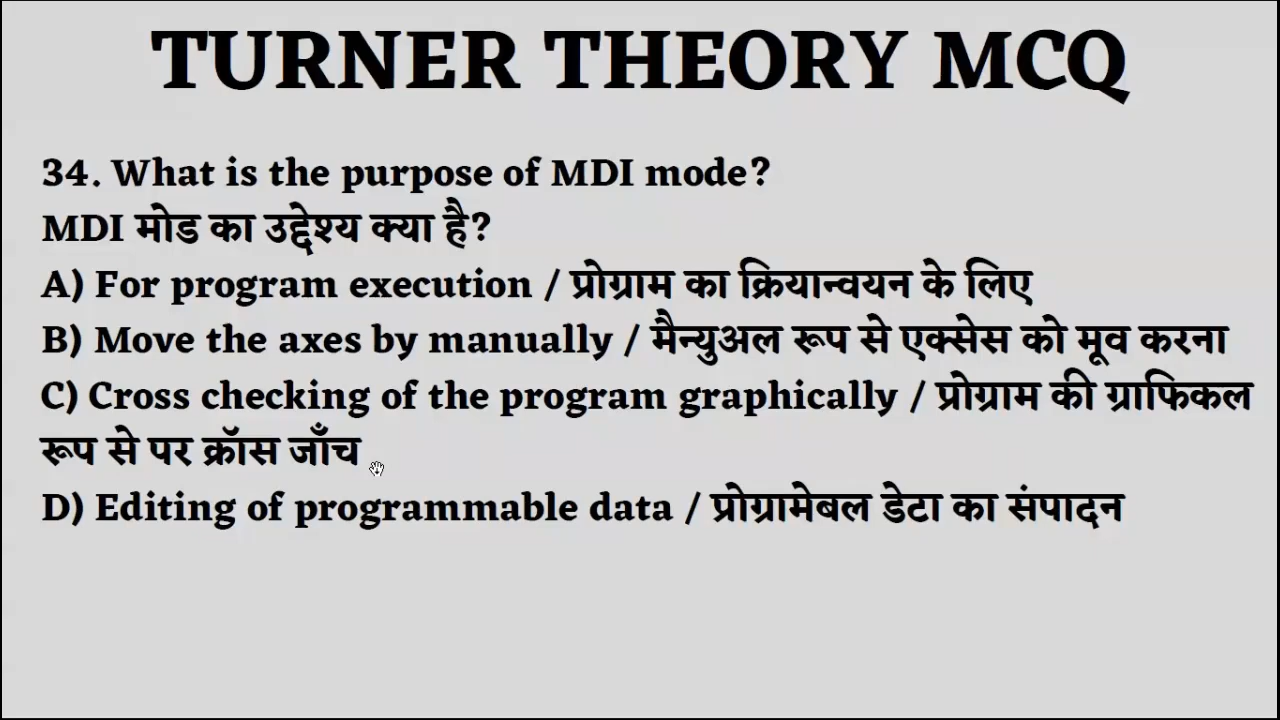 TURNER THEORY MCQ
34. What is the purpose of MDI mode?
MDI मोड का उद्देश्य क्या है?
A) For program execution / प्रोग्राम का क्रियान्वयन के लिए
B) Move the axes by manually / मैन्युअल रूप से एक्सेस को मूव करना
C) Cross checking of the program graphically / प्रोग्राम की ग्राफिकल
रूप से पर क्रॉस जाँच
D) Editing of programmable data / प्रोग्रामेबल डेटा का संपादन